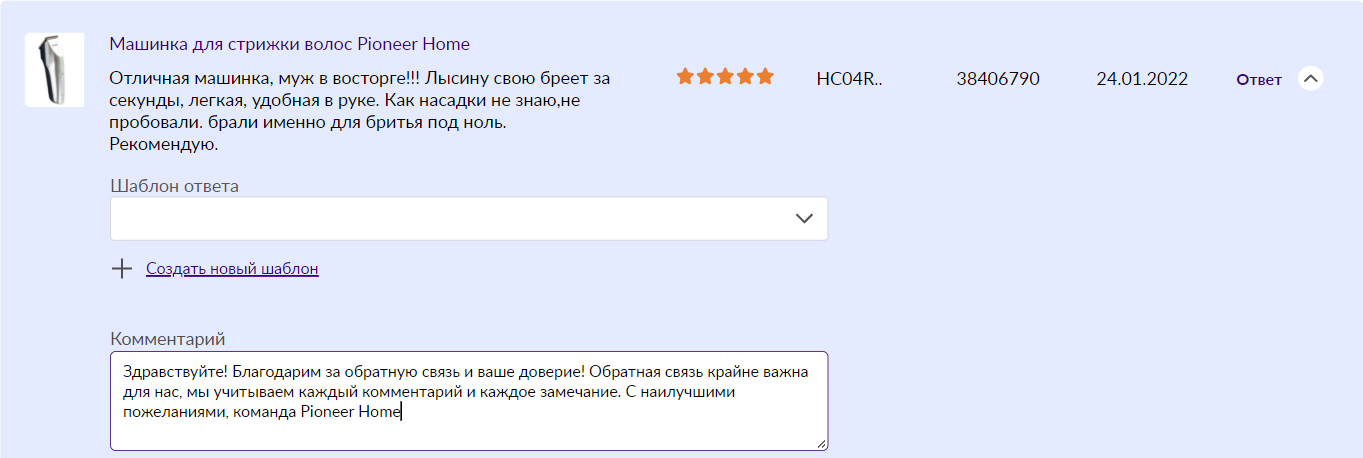 Машинка для стрижки волос Pioneer Home
Отличная машинка, муж в восторге!!! Лысину свою бреет за
секунды, легкая, удобная в руке. Как насадки не знаю,не
пробовали. брали именно для бритья под ноль.
Рекомендую.
HC04R..
38406790
24.01.2022
Ответ
Шаблон ответа
Создать новый шаблон
Комментарий
Здравствуйте! Благодарим за обратную связь и ваше доверие! Обратная связь крайне важна
для нас, мы учитываем каждый комментарий и каждое замечание. С наилучшими
пожеланиями, команда Pioneer Home